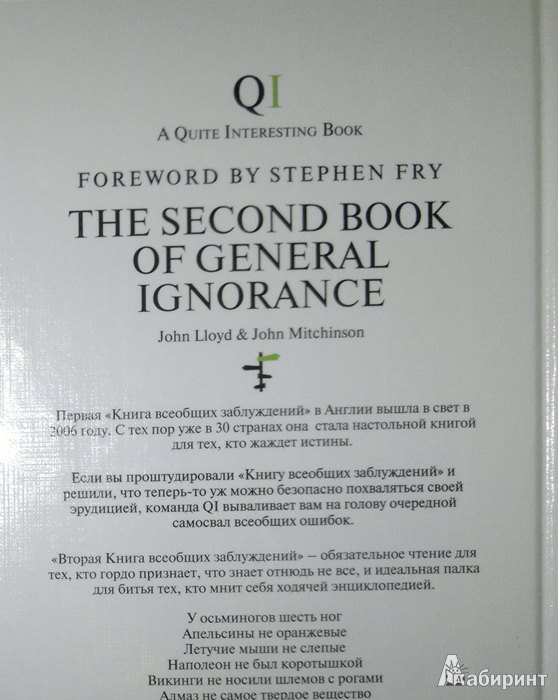 QI
A QUITE INTERESTING BOOK
FOREWORD BY STEPHEN FRY
THE SECOND BOOK
OF GENERAL
IGNORANCE
John Lloyd & John Mitchinson
Первая «Книга всеобщих заблуждений» в Англии вышла в свет в
2006 году. С тех пор уже в 30 странах она стала настольной книгой
для тех, кто жаждет истины.
Если вы проштудировали «Книгу всеобщих заблуждений» и
решили, что теперь-то уж можно безопасно похваляться своей
эрудицией, команда QI вываливает вам на голову очередной
самосвал всеобщих ошибок.
«Вторая Книга всеобщих заблуждений» – обязательное чтение для
тех, кто гордо признает, что знает отнюдь не все, и идеальная палка
для битья тех, кто мнит себя ходячей энциклопедией.
У осьминогов шесть ног
Апельсины не оранжевые
Летучие мыши не слепые
Наполеон не был коротышкой
Викинги не носили шлемов с рогами
Алмаз не самое твердое вещество
Лабиринт